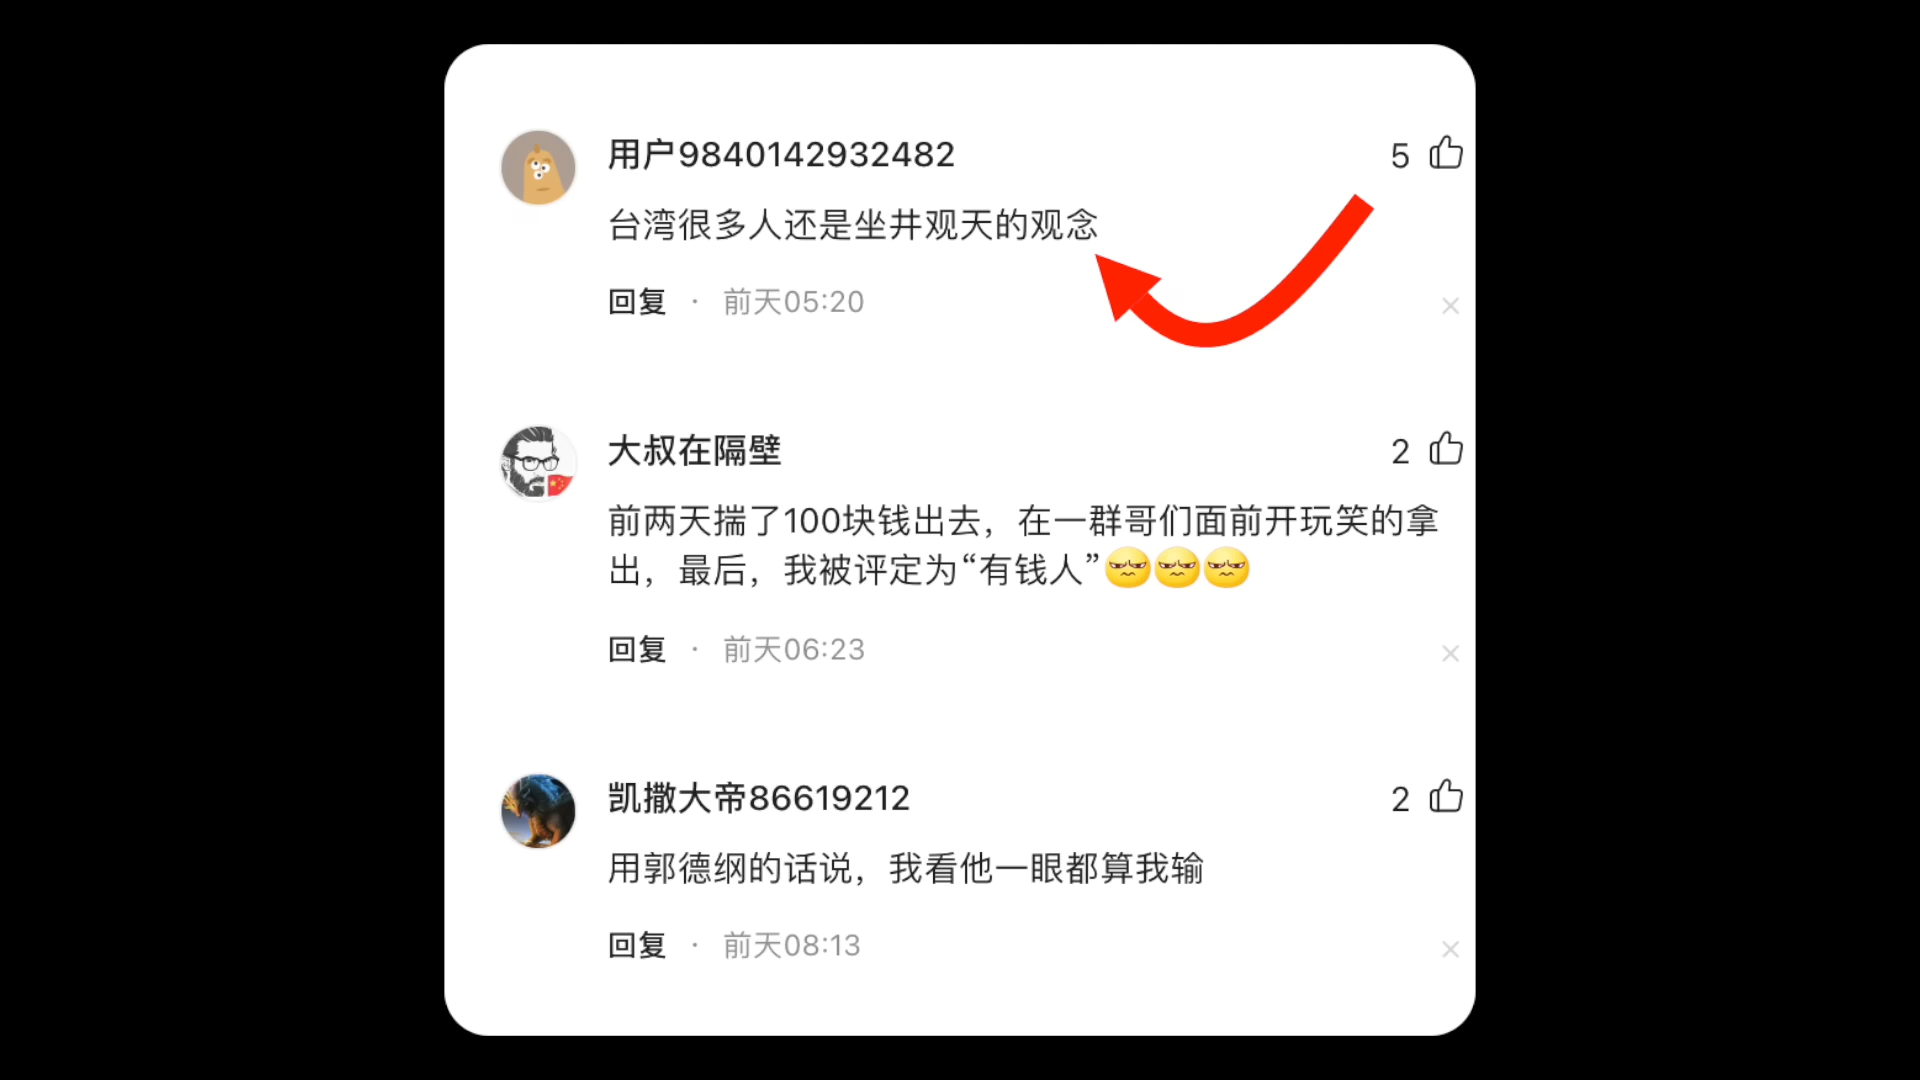 用户9840142932482
5
台湾很多人还是坐井观天的观念
回复 · 前天05:20
大叔在隔壁
2
前两天揣了100块钱出去，在一群哥们面前开玩笑的拿
出，最后，我被评定为“有钱人”
回复 · 前天06:23
凯撒大帝86619212
2
用郭德纲的话说，我看他一眼都算我输
回复 · 前天08:13